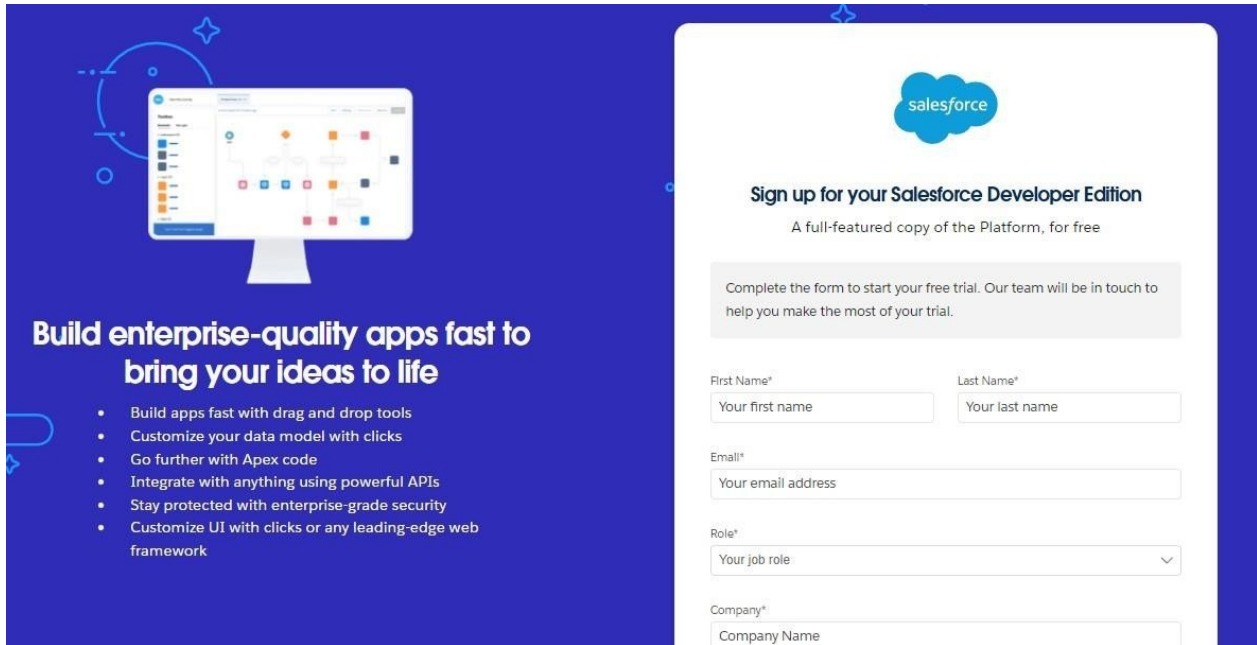 Build enterprise-quality apps fast to
bring your ideas to life
• Build apps fast with drag and drop tools
• Customize your data model with clicks
• Go further with Apex code
• Integrate with anything using powerful APIs
• Stay protected with enterprise-grade security
• Customize UI with clicks or any leading-edge web
framework
salesforce
Sign up for your Salesforce Developer Edition
A full-featured copy of the Platform, for free
Complete the form to start your free trial. Our team will be in touch to
help you make the most of your trial.
First Name*
Last Name*
Your first name
Your last name
Email*
Your email address
Role*
Your job role
Company*
Company Name